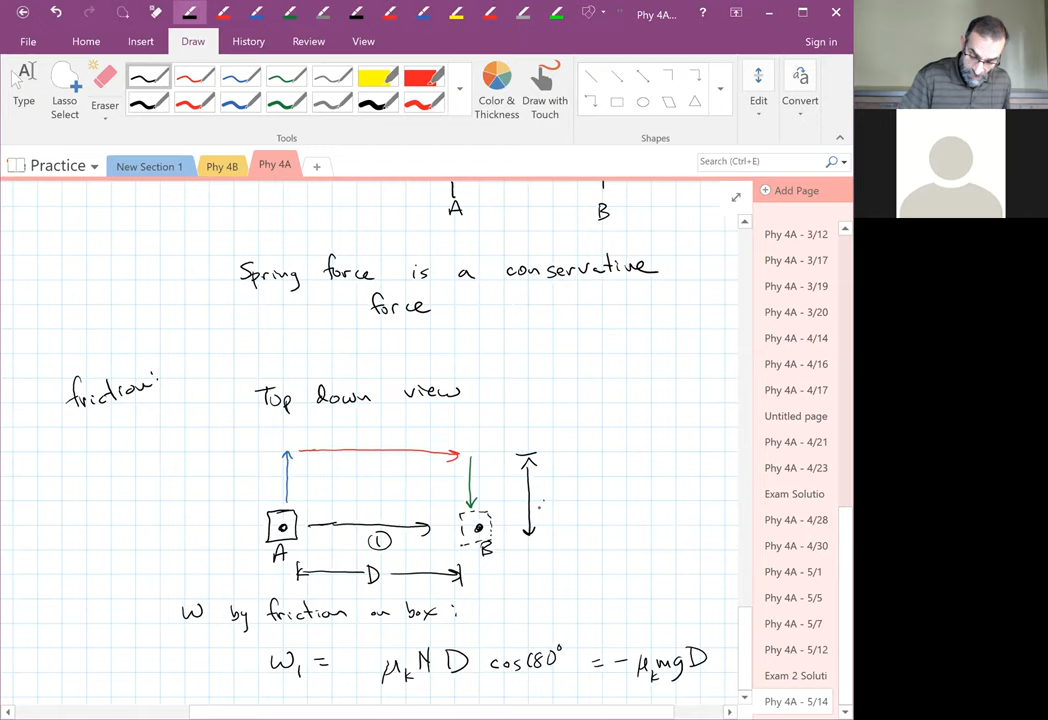 Phy 4A...
?
File
Home
Insert
Draw
History
Review
View
Sign in
Type
Lasso Select
Eraser
Color & Thickness
Draw with Touch
Edit
Convert
Tools
Shapes
Practice
New Section 1
Phy 4B
Phy 4A
+
Search (Ctrl+E)
Add Page
Phy 4A - 3/12
Phy 4A - 3/17
Phy 4A - 3/19
Phy 4A - 3/20
Phy 4A - 4/14
Phy 4A - 4/16
Phy 4A - 4/17
Untitled page
Phy 4A - 4/21
Phy 4A - 4/23
Exam Solutio
Phy 4A - 4/28
Phy 4A - 4/30
Phy 4A - 5/1
Phy 4A - 5/5
Phy 4A - 5/7
Phy 4A - 5/12
Exam 2 Soluti
Phy 4A - 5/14
A B
Spring force is a conservative
force
friction:
Top down view
①
A B
D
W by friction on box:
W₁ = μₖ N D cos180° = - μₖmgD